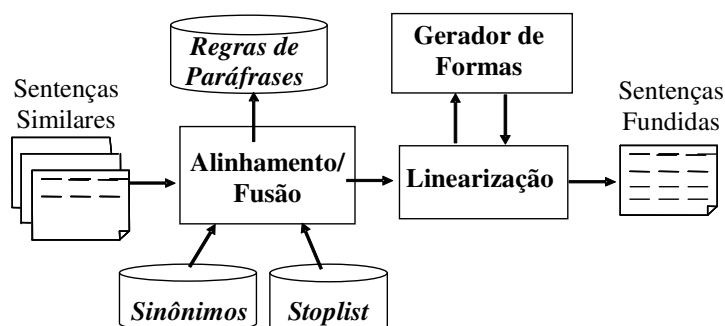 Regras de
Paráfrases
Gerador de
Formas
Sentenças
Similares
Alinhamento/
Fusão
Linearização
Sentenças
Fundidas
Sinônimos
Stoplist